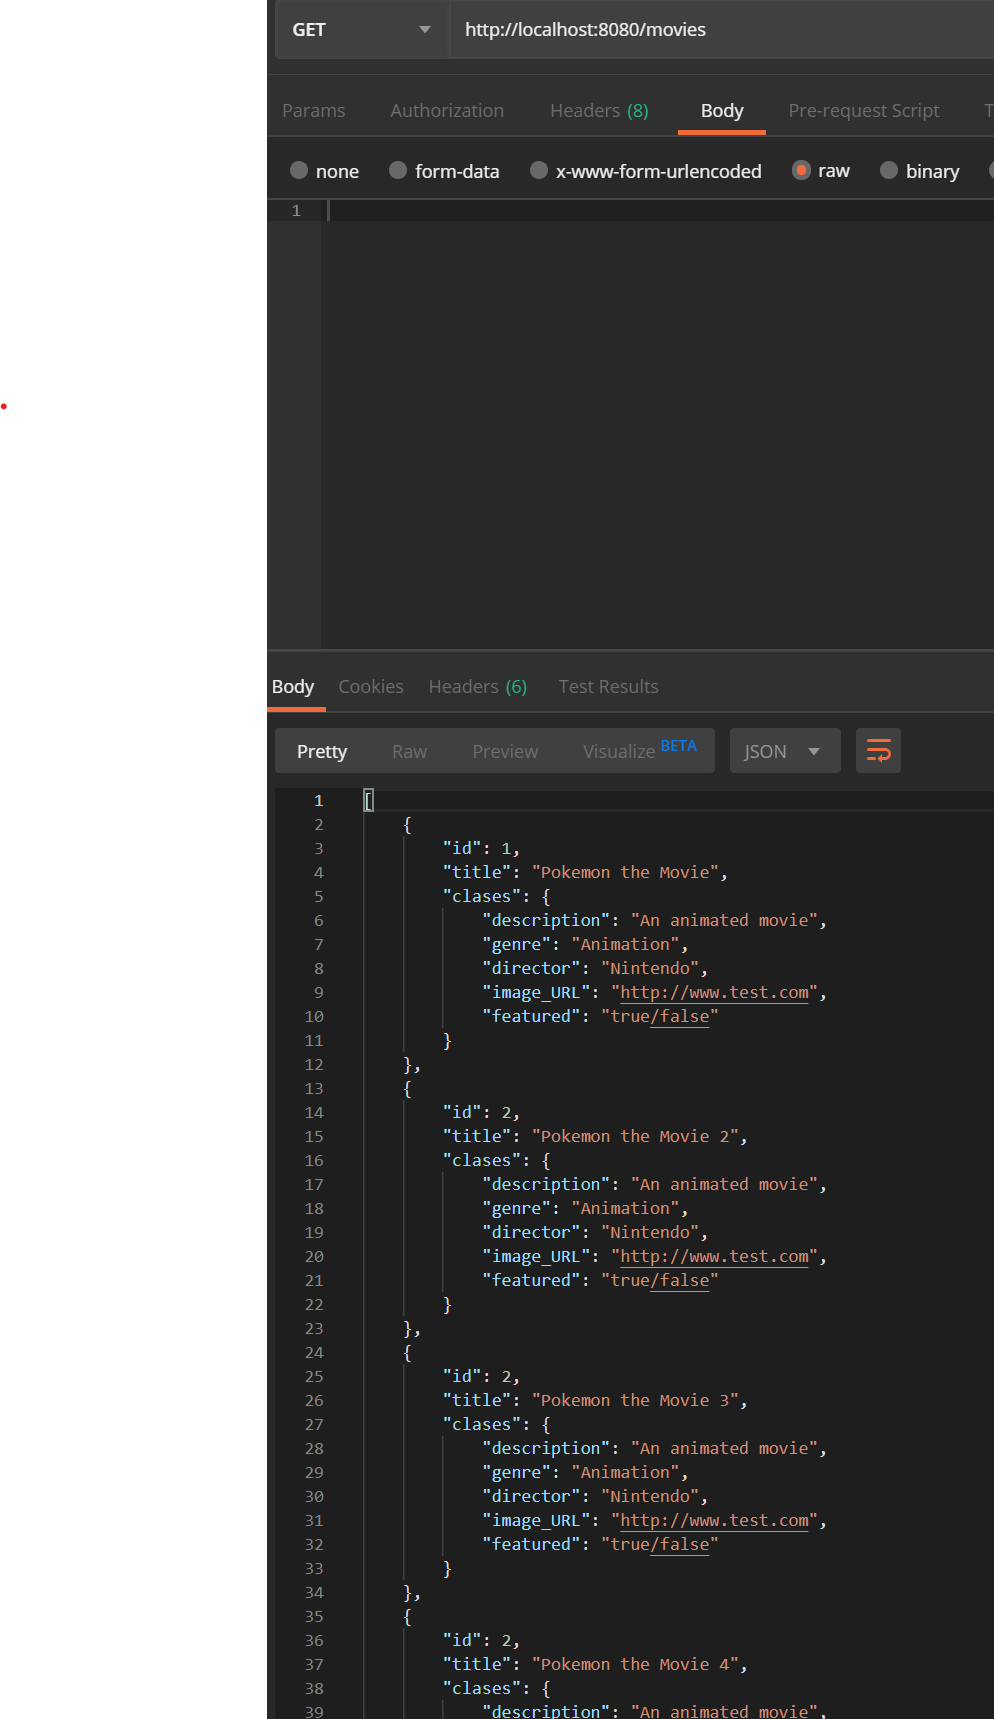 GET http://localhost:8080/movies
Params Authorization Headers (8) Body Pre-request Script T
none form-data x-www-form-urlencoded raw binary
1
Body Cookies Headers (6) Test Results
Pretty Raw Preview Visualize BETA JSON
1 [
2 {
3 "id": 1,
4 "title": "Pokemon the Movie",
5 "clases": {
6 "description": "An animated movie",
7 "genre": "Animation",
8 "director": "Nintendo",
9 "image_URL": "http://www.test.com",
10 "featured": "true/false"
11 }
12 },
13 {
14 "id": 2,
15 "title": "Pokemon the Movie 2",
16 "clases": {
17 "description": "An animated movie",
18 "genre": "Animation",
19 "director": "Nintendo",
20 "image_URL": "http://www.test.com",
21 "featured": "true/false"
22 }
23 },
24 {
25 "id": 2,
26 "title": "Pokemon the Movie 3",
27 "clases": {
28 "description": "An animated movie",
29 "genre": "Animation",
30 "director": "Nintendo",
31 "image_URL": "http://www.test.com",
32 "featured": "true/false"
33 }
34 },
35 {
36 "id": 2,
37 "title": "Pokemon the Movie 4",
38 "clases": {
39 "description": "An animated movie",